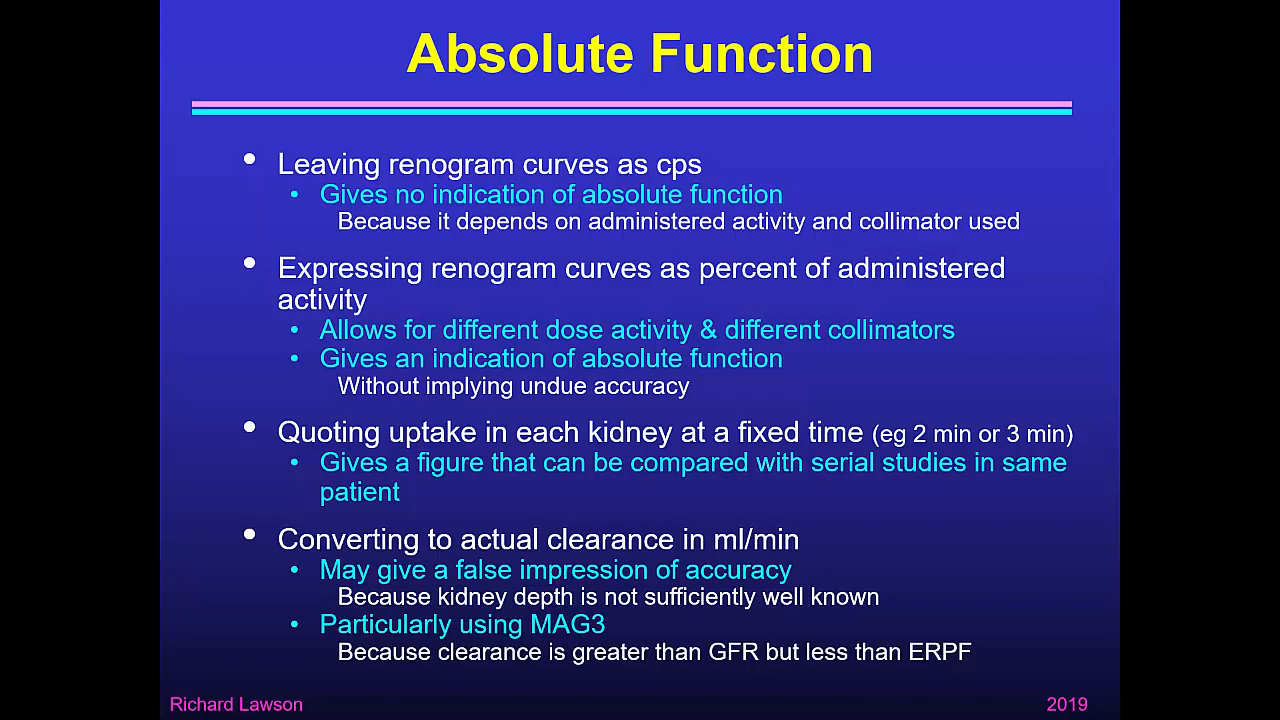 Absolute Function
• Leaving renogram curves as cps
• Gives no indication of absolute function
Because it depends on administered activity and collimator used
• Expressing renogram curves as percent of administered
activity
• Allows for different dose activity & different collimators
• Gives an indication of absolute function
Without implying undue accuracy
• Quoting uptake in each kidney at a fixed time (eg 2 min or 3 min)
• Gives a figure that can be compared with serial studies in same
patient
• Converting to actual clearance in ml/min
• May give a false impression of accuracy
Because kidney depth is not sufficiently well known
• Particularly using MAG3
Because clearance is greater than GFR but less than ERPF
Richard Lawson
2019